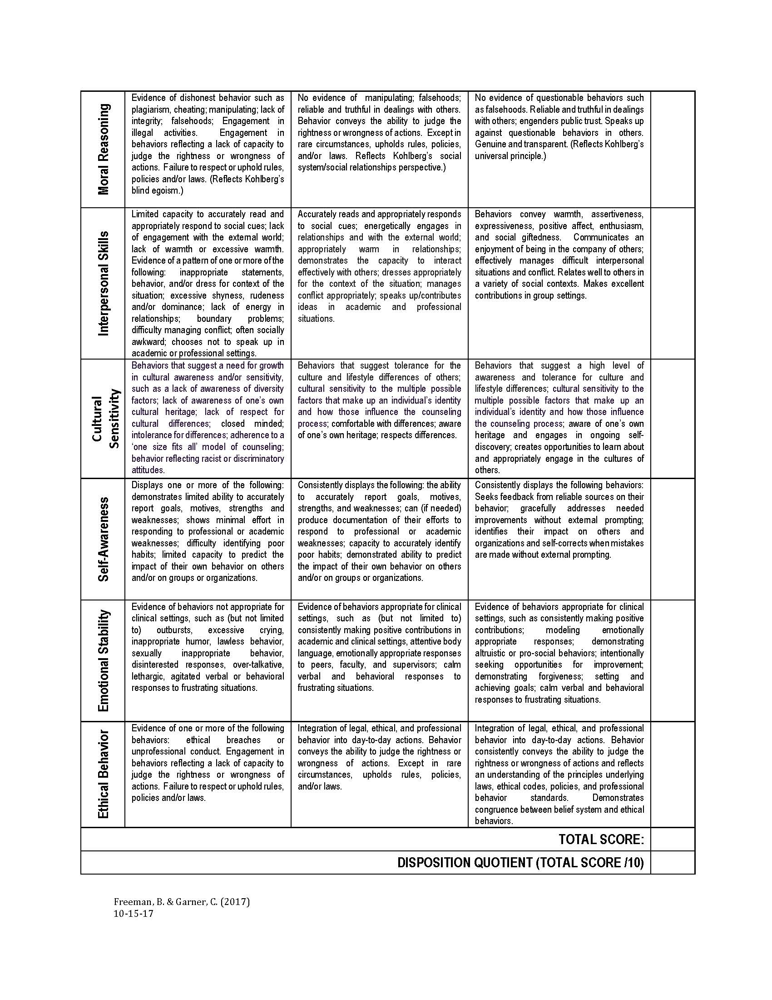 Moral Reasoning
Evidence of dishonest behavior such as
plagiarism, cheating; manipulating; lack of
integrity; falsehoods; Engagement in
illegal activities. Engagement in
behaviors reflecting a lack of capacity to
judge the rightness or wrongness of
actions. Failure to respect or uphold rules,
policies and/or laws. (Reflects Kohlberg's
blind egoism.)
No evidence of manipulating; falsehoods;
reliable and truthful in dealings with others.
Behavior conveys the ability to judge the
rightness or wrongness of actions. Except in
rare circumstances, upholds rules, policies,
and/or laws. Reflects Kohlberg's social
system/social relationships perspective.)
No evidence of questionable behaviors such
as falsehoods. Reliable and truthful in dealings
with others; engenders public trust. Speaks up
against questionable behaviors in others.
Genuine and transparent. (Reflects Kohlberg's
universal principle.)
Interpersonal Skills
Limited capacity to accurately read and
appropriately respond to social cues; lack
of engagement with the external world;
lack of warmth or excessive warmth.
Evidence of a pattern of one or more of the
following: inappropriate statements,
behavior, and/or dress for context of the
situation; excessive shyness, rudeness
and/or dominance; lack of energy in
relationships; boundary problems;
difficulty managing conflict; often socially
awkward; chooses not to speak up in
academic or professional settings.
Accurately reads and appropriately responds
to social cues; energetically engages in
relationships and with the external world;
appropriately warm in relationships;
demonstrates the capacity to interact
effectively with others; dresses appropriately
for the context of the situation; manages
conflict appropriately; speaks up/contributes
ideas in academic and professional
situations.
Behaviors convey warmth, assertiveness,
expressiveness, positive affect, enthusiasm,
and social giftedness. Communicates an
enjoyment of being in the company of others;
effectively manages difficult interpersonal
situations and conflict. Relates well to others in
a variety of social contexts. Makes excellent
contributions in group settings.
Cultural
Sensitivity
Behaviors that suggest a need for growth
in cultural awareness and/or sensitivity,
such as a lack of awareness of diversity
factors; lack of awareness of one's own
cultural heritage; lack of respect for
cultural differences; closed minded;
intolerance for differences; adherence to a
'one size fits all' model of counseling;
behavior reflecting racist or discriminatory
attitudes.
Behaviors that suggest tolerance for the
culture and lifestyle differences of others;
cultural sensitivity to the multiple possible
factors that make up an individual's identity
and how those influence the counseling
process; comfortable with differences; aware
of one's own heritage; respects differences.
Behaviors that suggest a high level of
awareness and tolerance for culture and
lifestyle differences; cultural sensitivity to the
multiple possible factors that make up an
individual's identity and how those influence
the counseling process; aware of one's own
heritage and engages in ongoing self-
discovery; creates opportunities to learn about
and appropriately engage in the cultures of
others.
Self-Awareness
Displays one or more of the following:
demonstrates limited ability to accurately
report goals, motives, strengths and
weaknesses; shows minimal effort in
responding to professional or academic
weaknesses; difficulty identifying poor
habits; limited capacity to predict the
impact of their own behavior on others
and/or on groups or organizations.
Consistently displays the following: the ability
to accurately report goals, motives,
strengths, and weaknesses; can (if needed)
produce documentation of their efforts to
respond to professional or academic
weaknesses; capacity to accurately identify
poor habits; demonstrated ability to predict
the impact of their own behavior on others
and/or on groups or organizations.
Consistently displays the following behaviors:
Seeks feedback from reliable sources on their
behavior; gracefully addresses needed
improvements without external prompting;
identifies their impact on others and
organizations and self-corrects when mistakes
are made without external prompting.
Emotional Stability
Evidence of behaviors not appropriate for
clinical settings, such as (but not limited
to) outbursts, excessive crying,
inappropriate humor, lawless behavior,
sexually inappropriate behavior,
disinterested responses, over-talkative,
lethargic, agitated verbal or behavioral
responses to frustrating situations.
Evidence of behaviors appropriate for clinical
settings, such as (but not limited to)
consistently making positive contributions in
academic and clinical settings, attentive body
language, emotionally appropriate responses
to peers, faculty, and supervisors; calm
verbal and behavioral responses to
frustrating situations.
Evidence of behaviors appropriate for clinical
settings, such as consistently making positive
contributions; modeling emotionally
appropriate responses; demonstrating
altruistic or pro-social behaviors; intentionally
seeking opportunities for improvement;
demonstrating forgiveness; setting and
achieving goals; calm verbal and behavioral
responses to frustrating situations.
Ethical Behavior
Evidence of one or more of the following
behaviors: ethical breaches or
unprofessional conduct. Engagement in
behaviors reflecting a lack of capacity to
judge the rightness or wrongness of
actions. Failure to respect or uphold rules,
policies and/or laws.
Integration of legal, ethical, and professional
behavior into day-to-day actions. Behavior
conveys the ability to judge the rightness or
wrongness of actions. Except in rare
circumstances, upholds rules, policies,
and/or laws.
Integration of legal, ethical, and professional
behavior into day-to-day actions. Behavior
consistently conveys the ability to judge the
rightness or wrongness of actions and reflects
an understanding of the principles underlying
laws, ethical codes, policies, and professional
behavior standards. Demonstrates
congruence between belief system and ethical
behaviors.
TOTAL SCORE:
DISPOSITION QUOTIENT (TOTAL SCORE /10)
Freeman, B. & Garner, C. (2017)
10-15-17